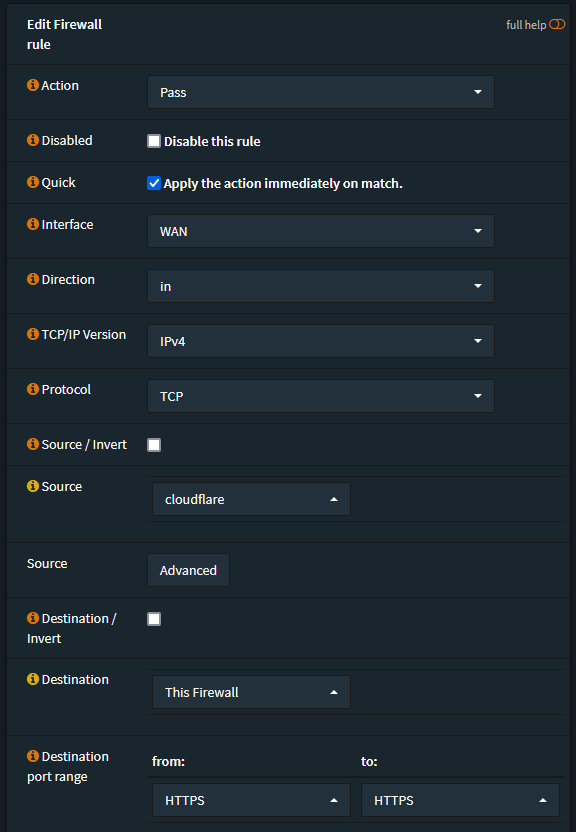 Edit Firewall
rule
full help
Action
Pass
Disabled
Disable this rule
Quick
Apply the action immediately on match.
Interface
WAN
Direction
in
TCP/IP Version
IPv4
Protocol
TCP
Source / Invert
Source
cloudflare
Source
Advanced
Destination /
Invert
Destination
This Firewall
Destination
port range
from:
to:
HTTPS
HTTPS